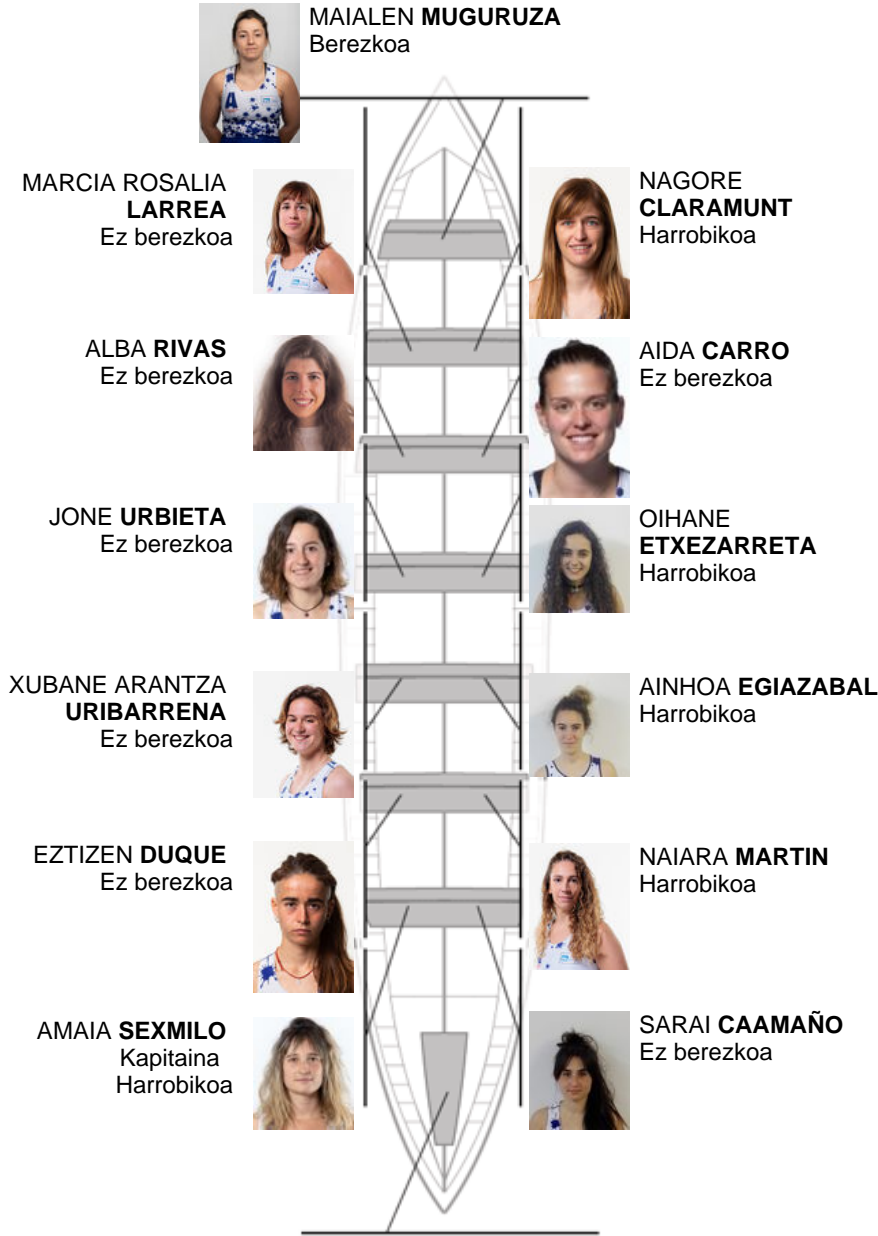 MAIALEN MUGURUZA
Berezkoa
MARCIA ROSALIA
LARREA
Ez berezkoa
NAGORE
CLARAMUNT
Harrobikoa
ALBA RIVAS
Ez berezkoa
AIDA CARRO
Ez berezkoa
JONE URBIETA
Ez berezkoa
OIHANE
ETXEZARRETA
Harrobikoa
XUBANE ARANTZA
URIBARRENA
Ez berezkoa
AINHOA EGIAZABAL
Harrobikoa
EZTIZEN DUQUE
Ez berezkoa
NAIARA MARTIN
Harrobikoa
AMAIA SEXMILO
Kapitaina
Harrobikoa
SARAI CAAMAÑO
Ez berezkoa